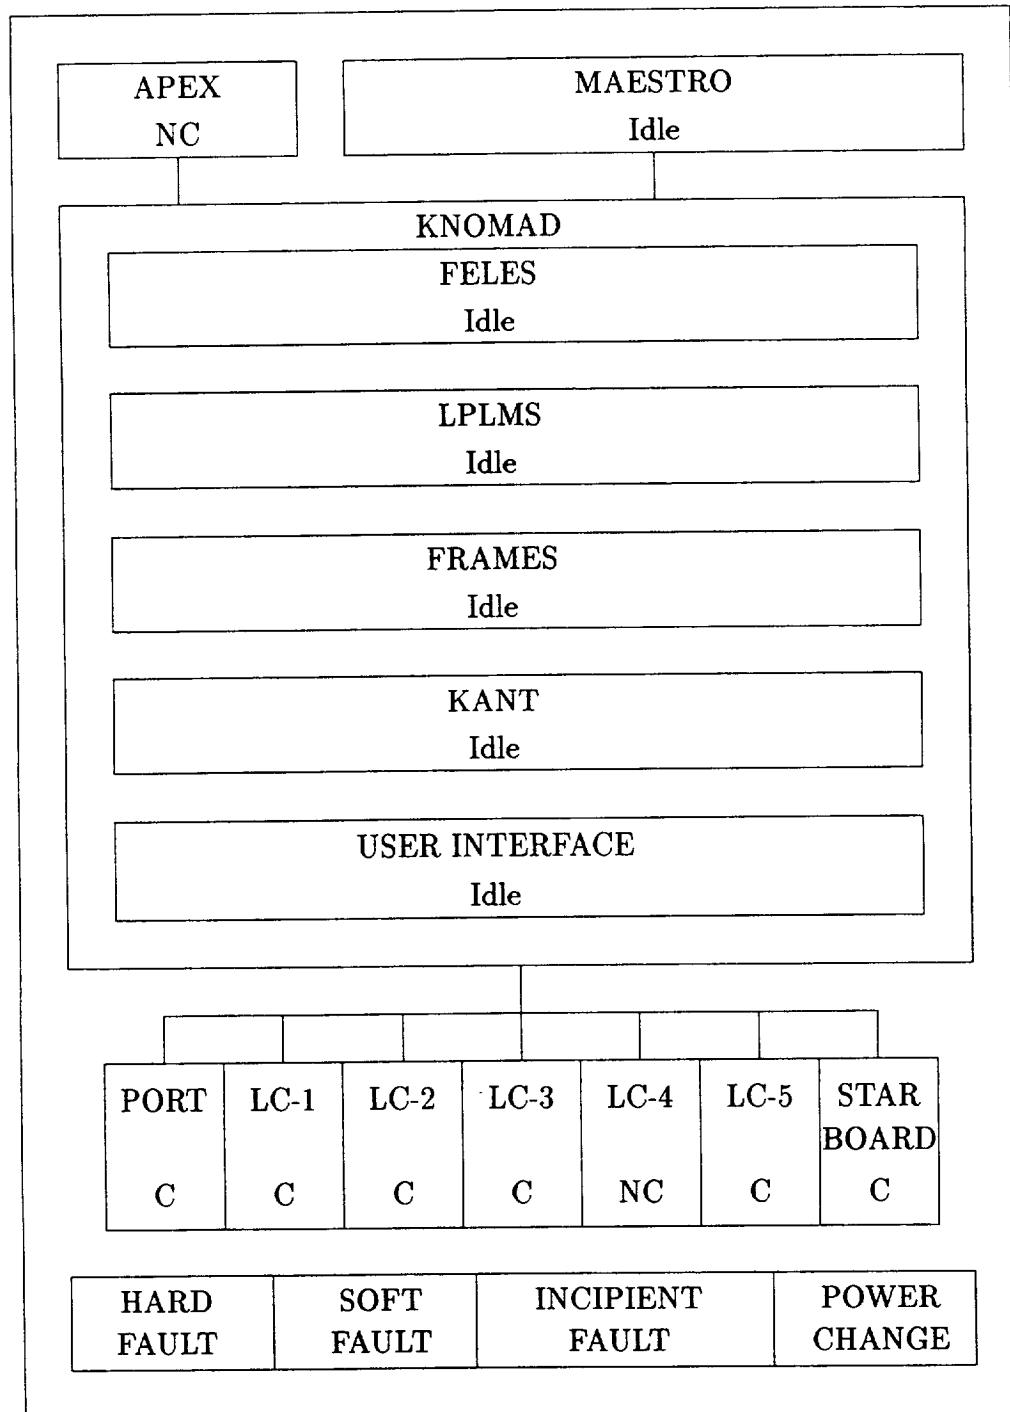 APEX
NC
MAESTRO
Idle
KNOMAD
FELES
Idle
LPLMS
Idle
FRAMES
Idle
KANT
Idle
USER INTERFACE
Idle
PORT
C
LC-1
C
LC-2
C
LC-3
C
LC-4
NC
LC-5
C
STAR
BOARD
C
HARD
FAULT
SOFT
FAULT
INCIPIENT
FAULT
POWER
CHANGE